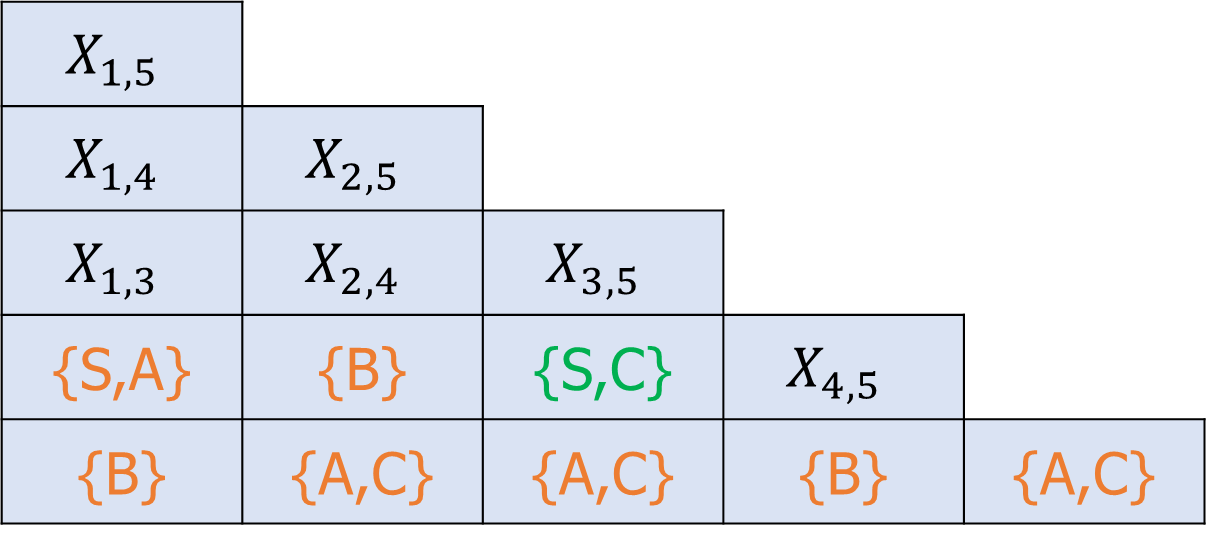 X1,5
X1,4 X2,5
X1,3 X2,4 X3,5
{S,A} {B} {S,C} X4,5
{B} {A,C} {A,C} {B} {A,C}